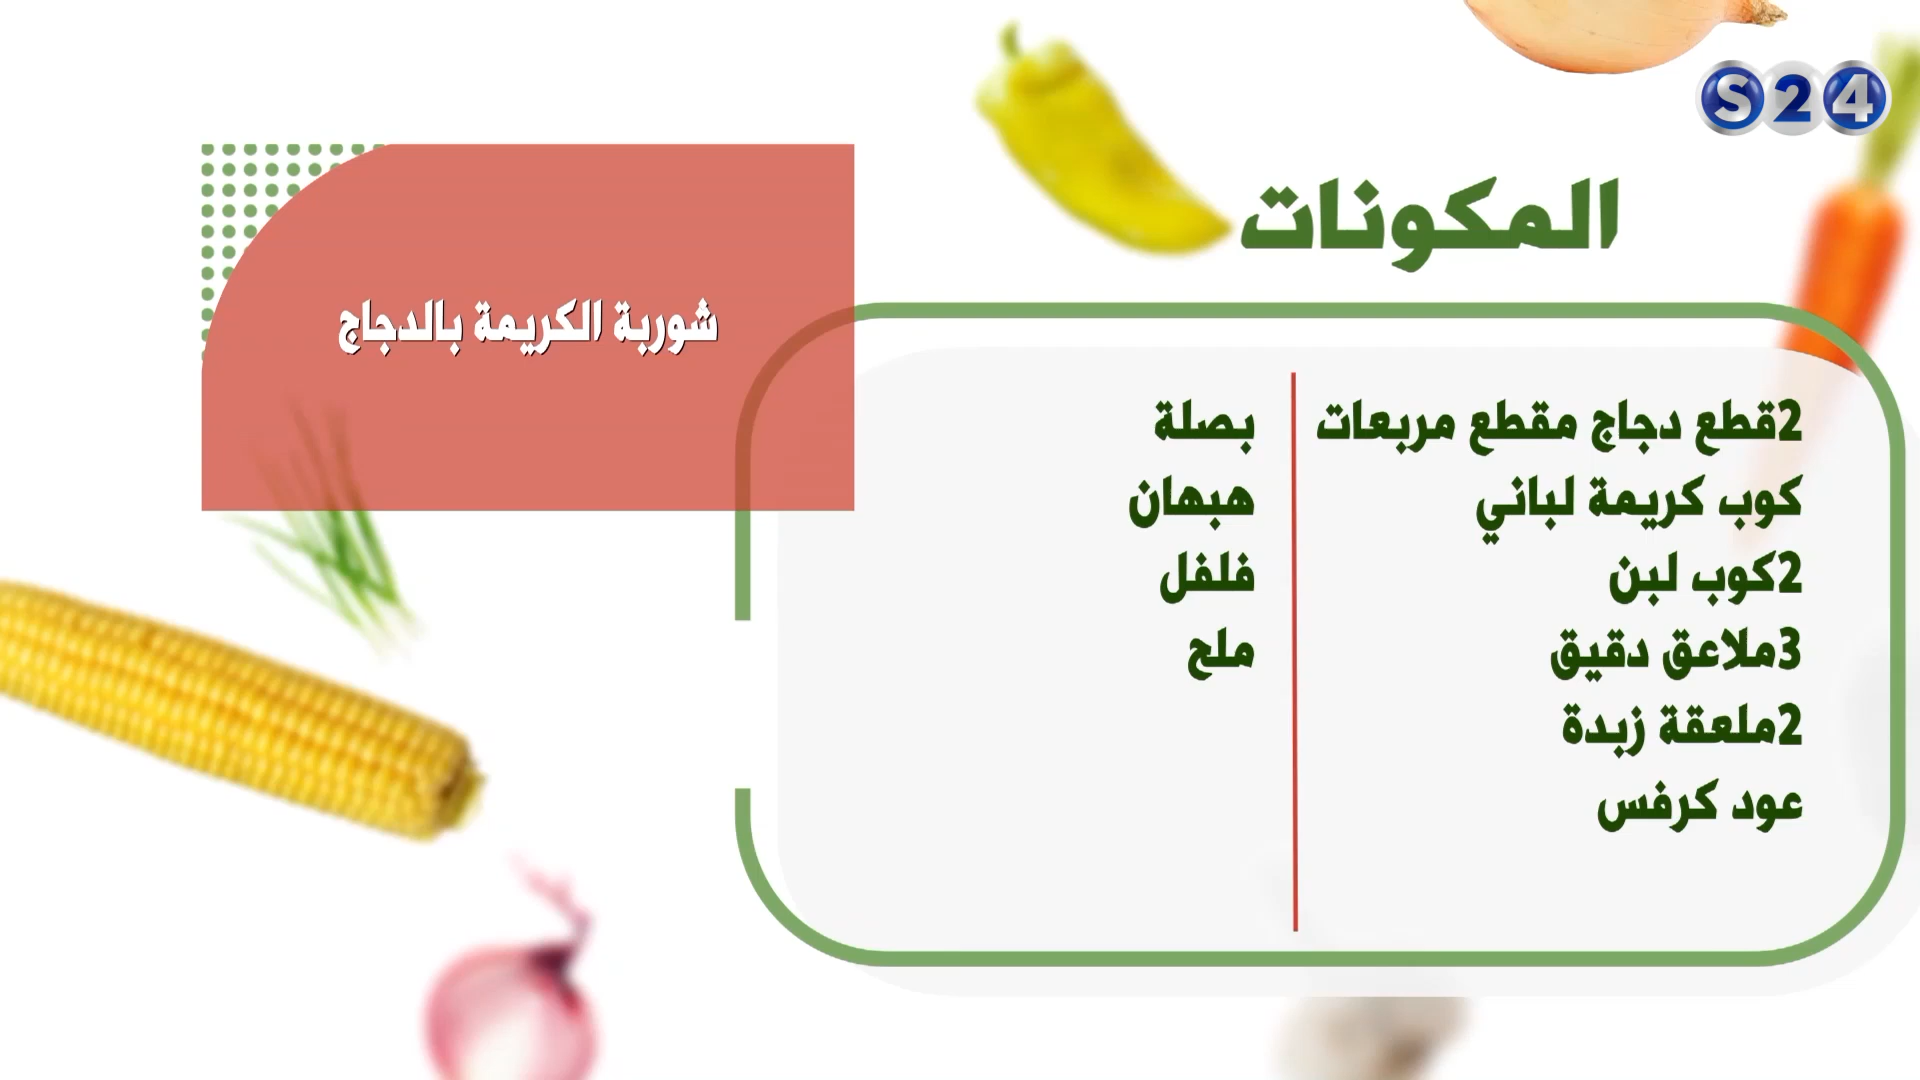 S24
المكونات
شوربة الكريمة بالدجاج
2قطع دجاج مقطع مربعات
كوب كريمة لباني
2كوب لبن
3ملاعق دقيق
2ملعقة زبدة
عود كرفس
بصلة
هبهان
فلفل
ملح